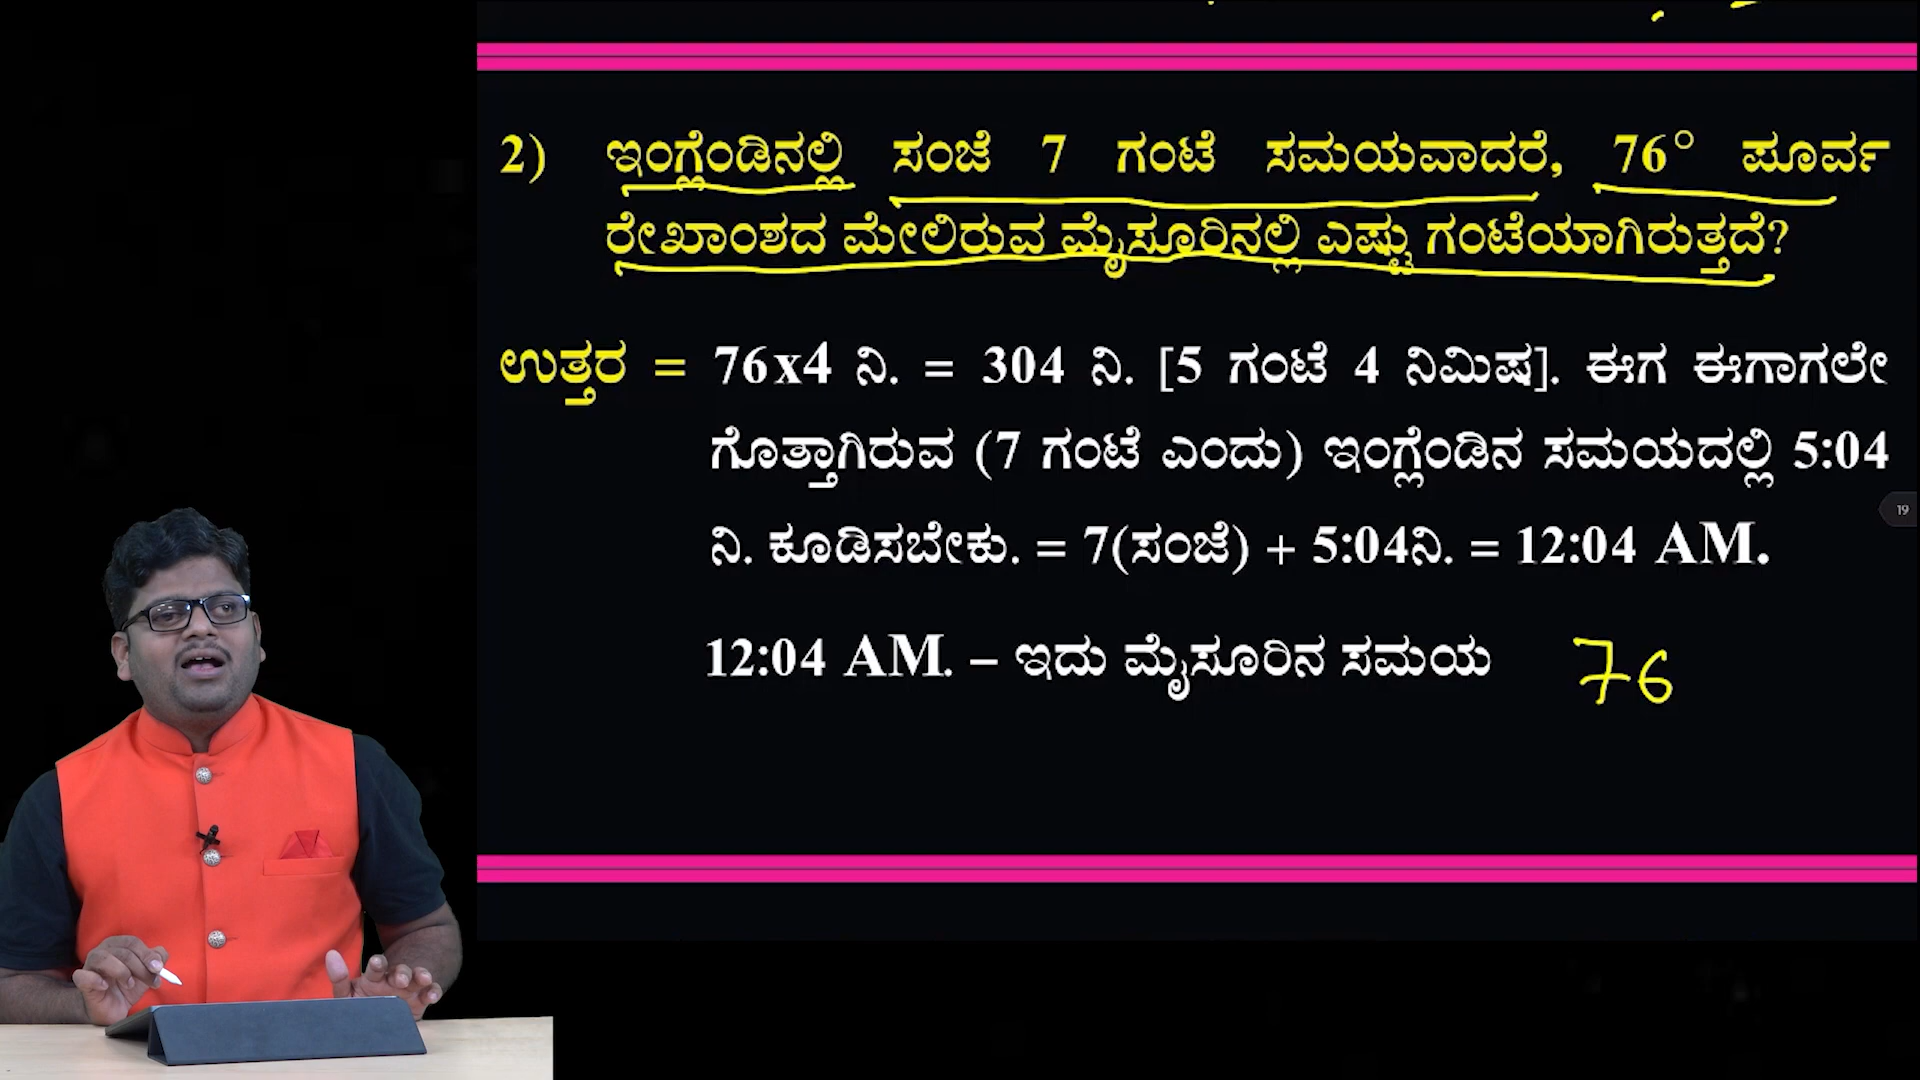 2) ಇಂಗ್ಲೆಂಡಿನಲ್ಲಿ ಸಂಜೆ 7 ಗಂಟೆ ಸಮಯವಾದರೆ, 76° ಪೂರ್ವ
ರೇಖಾಂಶದ ಮೇಲಿರುವ ಮೈಸೂರಿನಲ್ಲಿ ಎಷ್ಟು ಗಂಟೆಯಾಗಿರುತ್ತದೆ?
ಉತ್ತರ = 76x4 ನಿ. = 304 ನಿ. [5 ಗಂಟೆ 4 ನಿಮಿಷ]. ಈಗ ಈಗಾಗಲೇ
ಗೊತ್ತಾಗಿರುವ (7 ಗಂಟೆ ಎಂದು) ಇಂಗ್ಲೆಂಡಿನ ಸಮಯದಲ್ಲಿ 5:04
19
ನಿ. ಕೂಡಿಸಬೇಕು. = 7(ಸಂಜೆ) + 5:04ನಿ. = 12:04 AM.
12:04 AM. – ಇದು ಮೈಸೂರಿನ ಸಮಯ 76